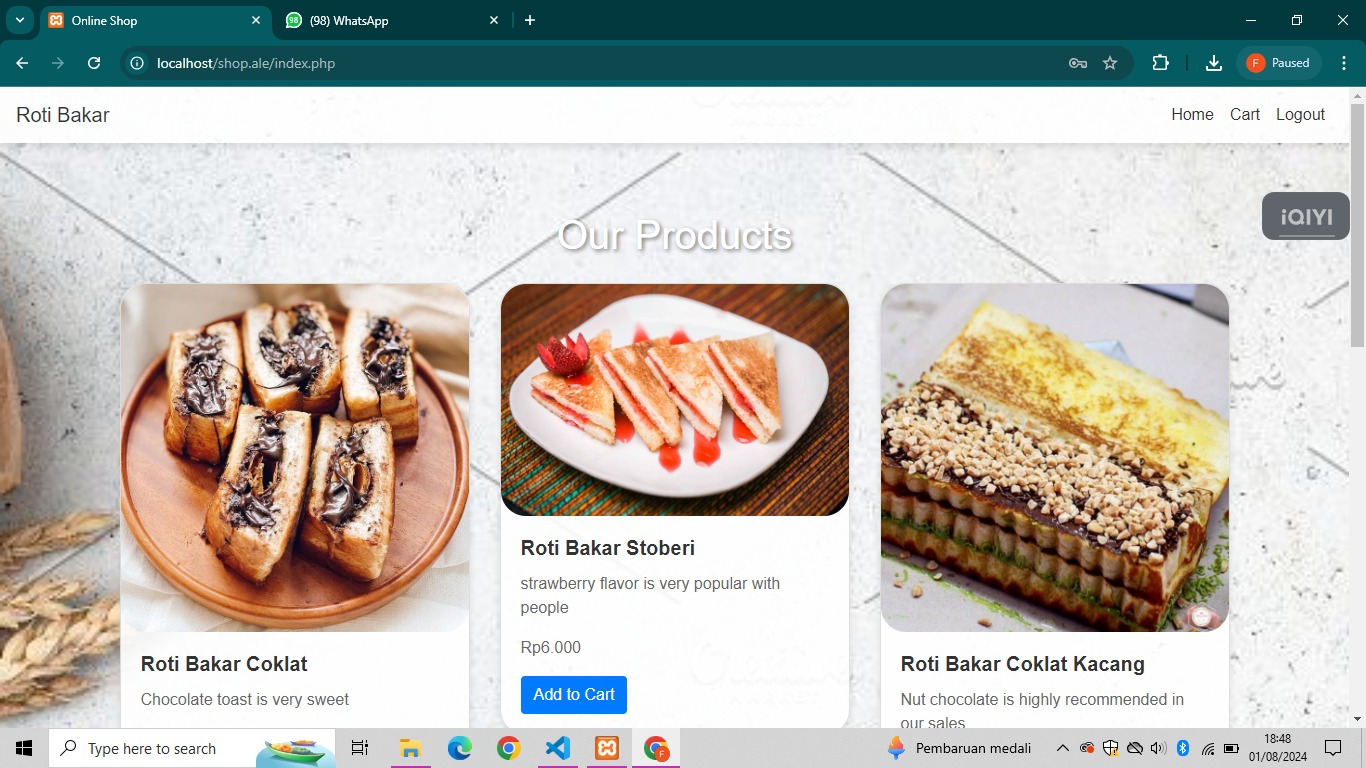 Online Shop
98
(98) WhatsApp
localhost/shop.ale/index.php
F
Paused
Roti Bakar
Home
Cart
Logout
iQIYI
Our Products
Roti Bakar Coklat
Chocolate toast is very sweet
Roti Bakar Stoberi
strawberry flavor is very popular with
people
Rp6.000
Add to Cart
Roti Bakar Coklat Kacang
Nut chocolate is highly recommended in
our sales
Type here to search
F
Pembaruan medali
18:48
01/08/2024